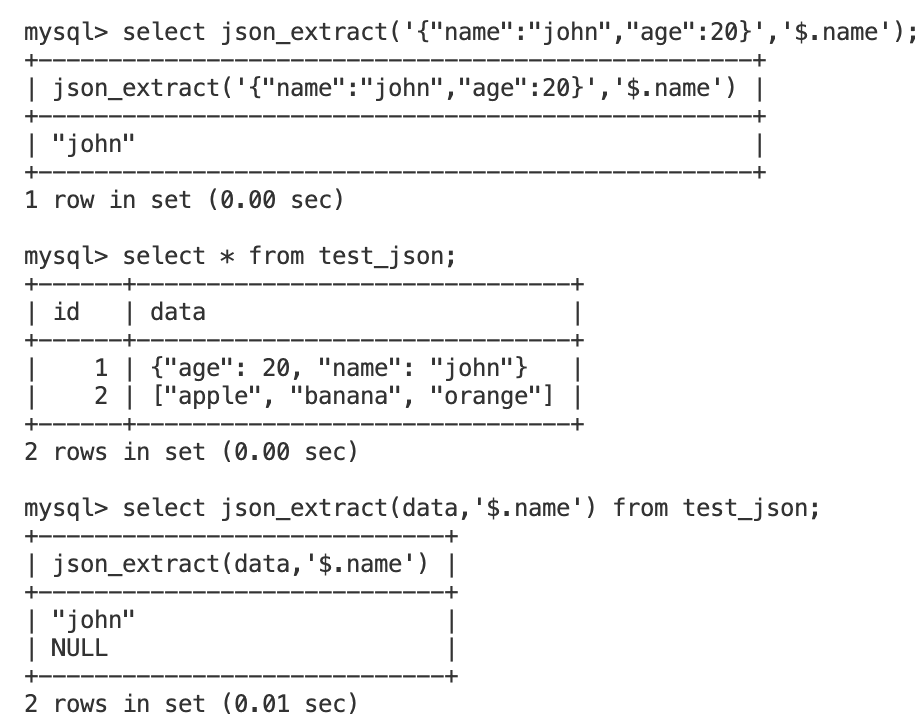 mysql> select json_extract('{"name":"john","age":20}','$.name');
+---------------------------------------------------+
| json_extract('{"name":"john","age":20}','$.name') |
+---------------------------------------------------+
| "john"                                            |
+---------------------------------------------------+
1 row in set (0.00 sec)
mysql> select * from test_json;
+------+-------------------------------+
| id   | data                          |
+------+-------------------------------+
|    1 | {"age": 20, "name": "john"}   |
|    2 | ["apple", "banana", "orange"] |
+------+-------------------------------+
2 rows in set (0.00 sec)
mysql> select json_extract(data,'$.name') from test_json;
+-----------------------------+
| json_extract(data,'$.name') |
+-----------------------------+
| "john"                      |
| NULL                        |
+-----------------------------+
2 rows in set (0.01 sec)